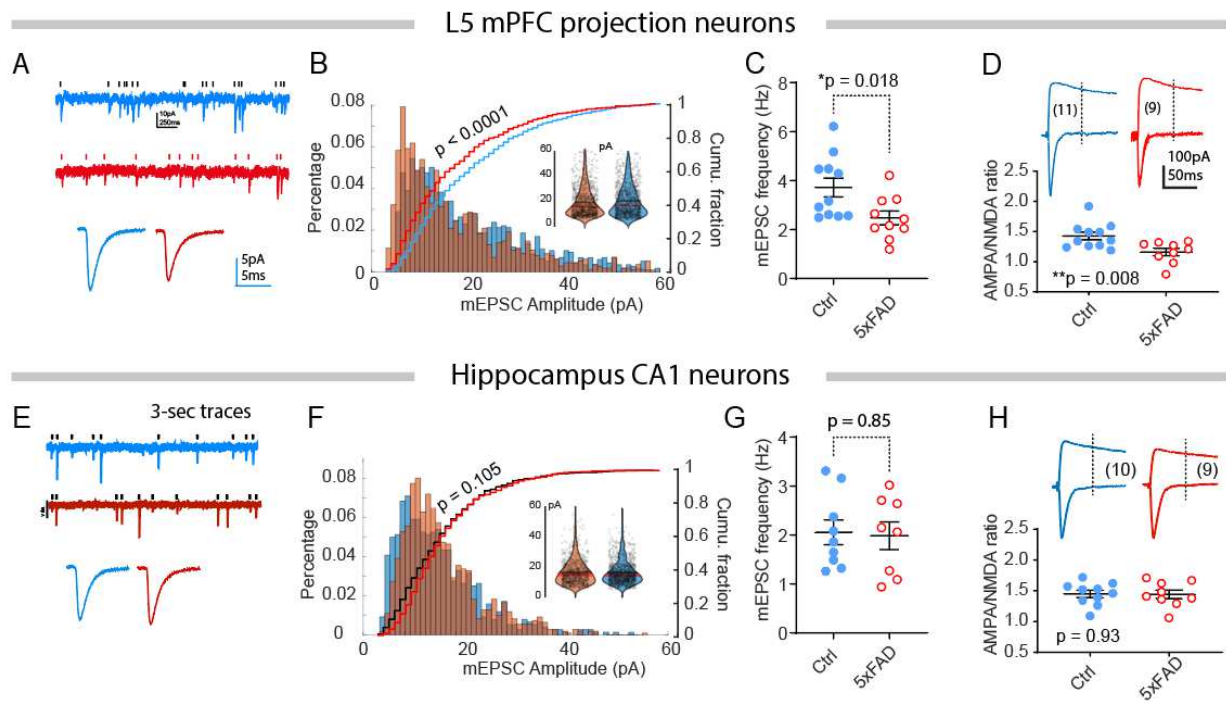 L5 mPFC projection neurons
A
10pA
250ms
5pA
5ms
B
0.08
0.06
0.04
0.02
0
Percentage
p < 0.0001
pA
60
40
20
0
1
0.8
0.6
0.4
0.2
0
Cumu. fraction
0
20
40
60
mEPSC Amplitude (pA)
C
*p = 0.018
8
6
4
2
0
mEPSC frequency (Hz)
Ctrl
5xFAD
D
(11)
(9)
100pA
50ms
2.5
2.0
1.5
1.0
0.5
AMPA/NMDA ratio
**p = 0.008
Ctrl
5xFAD
Hippocampus CA1 neurons
E
3-sec traces
F
0.08
0.06
0.04
0.02
0
Percentage
p = 0.105
pA
60
40
20
0
1
0.8
0.6
0.4
0.2
0
Cumu. fraction
0
20
40
60
mEPSC Amplitude (pA)
G
p = 0.85
4
3
2
1
0
mEPSC frequency (Hz)
Ctrl
5xFAD
H
(10)
(9)
2.5
2.0
1.5
1.0
0.5
AMPA/NMDA ratio
p = 0.93
Ctrl
5xFAD